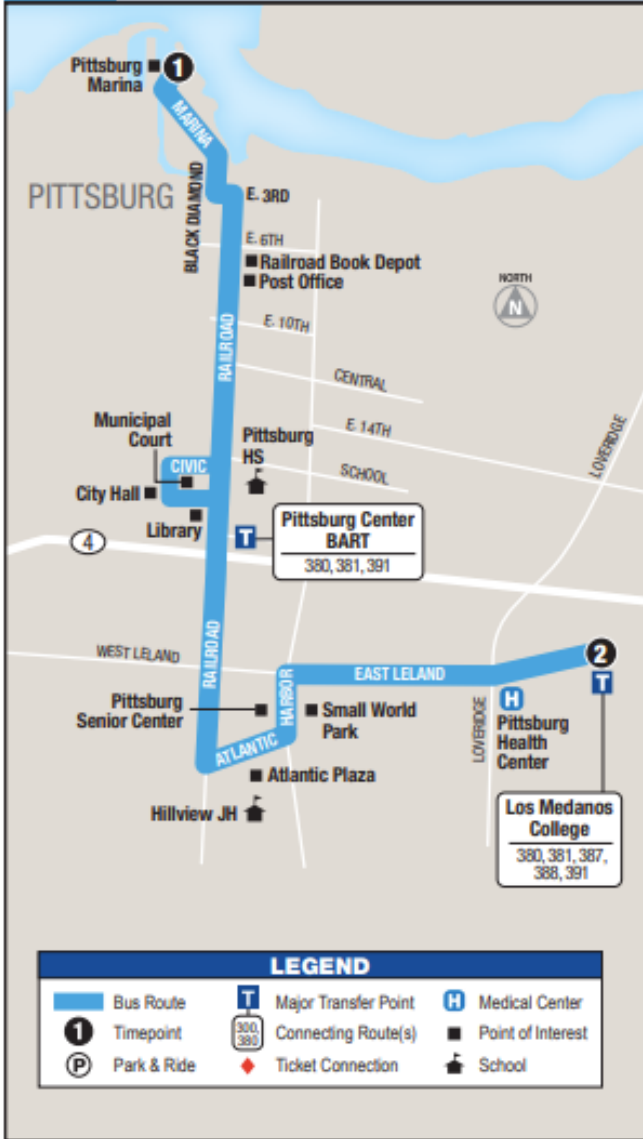 Pittsburg
Marina
1
MARINA
PITTSBURG
BLACK DIAMOND
E. 3RD
E. 6TH
Railroad Book Depot
Post Office
NORTH
N
E. 10TH
RAILROAD
CENTRAL
E. 14TH
LOVERIDGE
Municipal
Court
Pittsburg
HS
CIVIC
SCHOOL
City Hall
Library
T
Pittsburg Center
BART
380, 381, 391
4
WEST LELAND
RAILROAD
HARBOR
EAST LELAND
2
T
Pittsburg
Senior Center
Small World
Park
LOVERIDGE
H
Pittsburg
Health
Center
ATLANTIC
Atlantic Plaza
Hillview JH
Los Medanos
College
380, 381, 387,
388, 391
LEGEND
Bus Route
T Major Transfer Point
H Medical Center
1 Timepoint
300,
380
Connecting Route(s)
Point of Interest
P Park & Ride
Ticket Connection
School